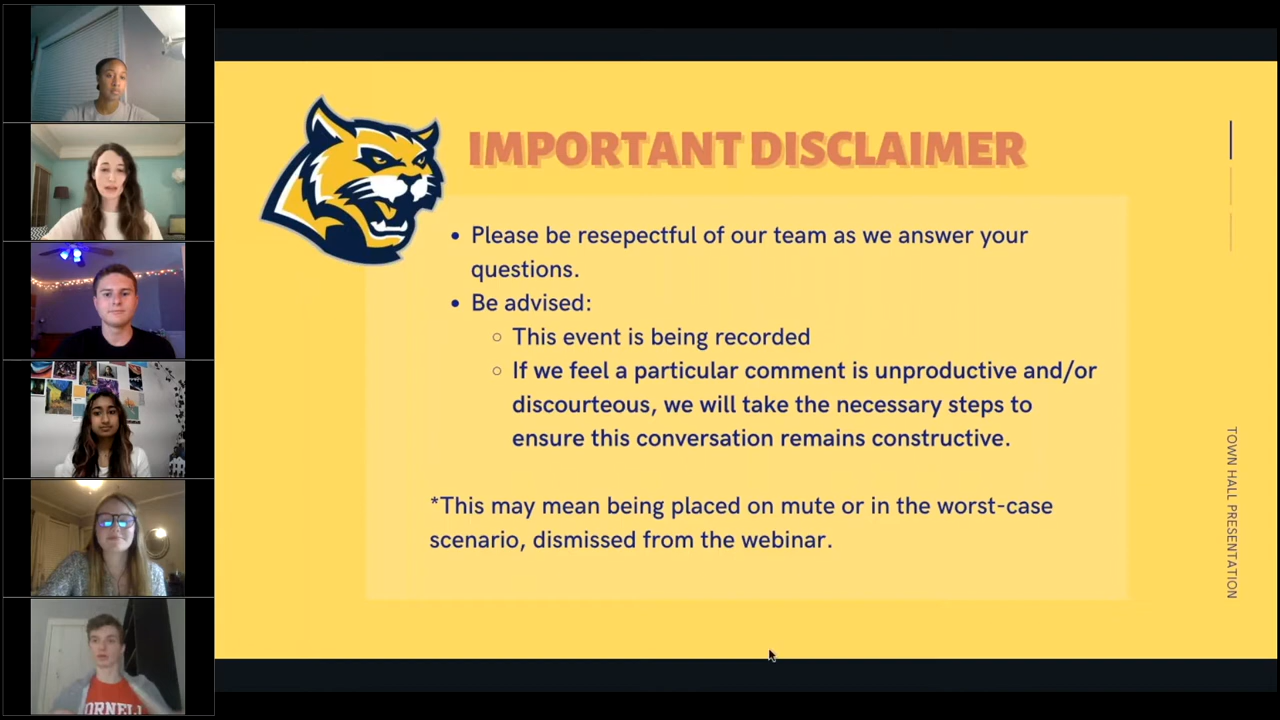 IMPORTANT DISCLAIMER
• Please be resepectful of our team as we answer your
questions.
• Be advised:
○ This event is being recorded
○ If we feel a particular comment is unproductive and/or
discourteous, we will take the necessary steps to
ensure this conversation remains constructive.
*This may mean being placed on mute or in the worst-case
scenario, dismissed from the webinar.
TOWN HALL PRESENTATION
ORNELL